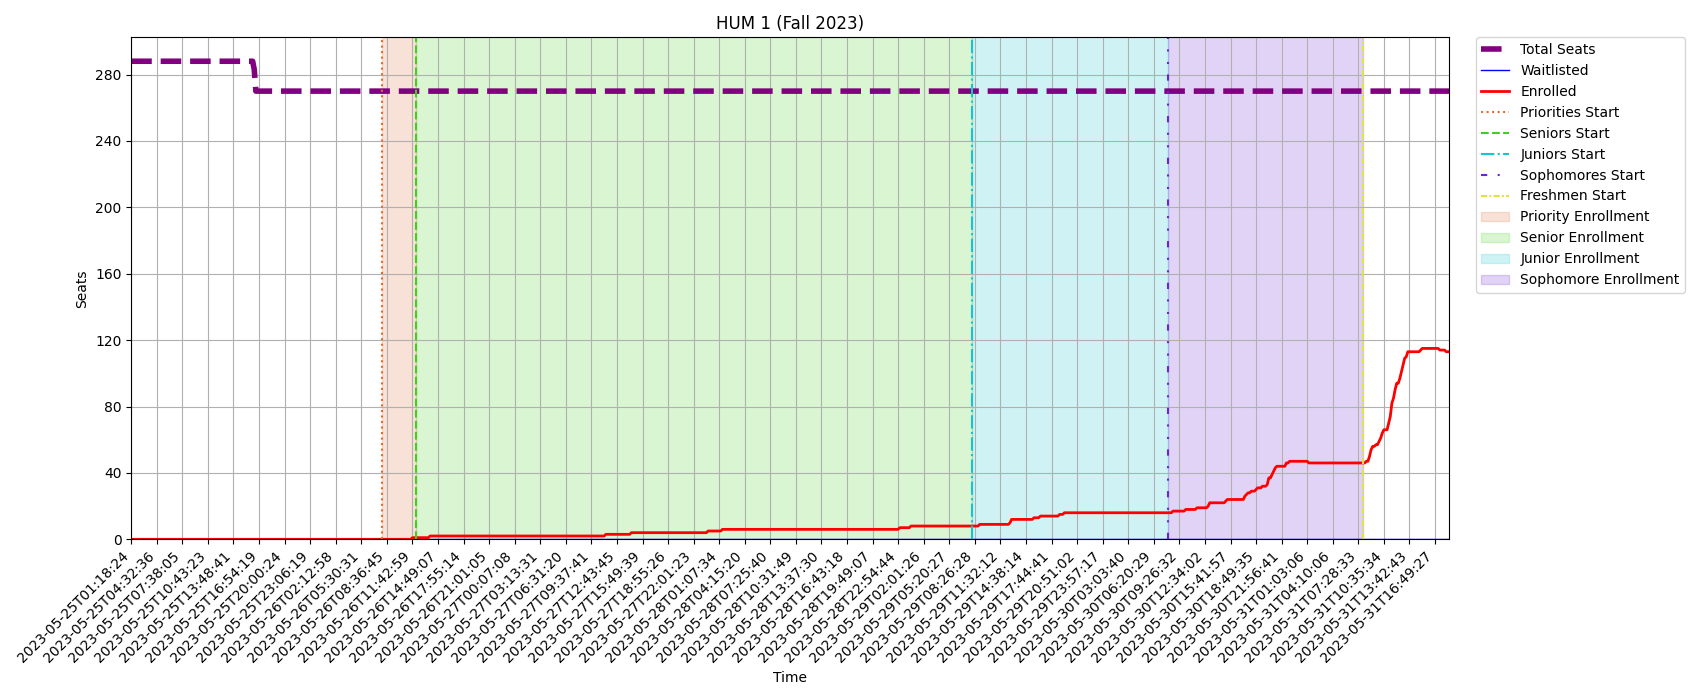 HUM 1 (Fall 2023)
Seats
280
240
200
160
120
80
40
0
2023-05-25T01:18:24
2023-05-25T04:32:36
2023-05-25T07:38:05
2023-05-25T10:43:23
2023-05-25T13:48:41
2023-05-25T16:54:19
2023-05-25T20:00:24
2023-05-25T23:06:19
2023-05-26T02:12:58
2023-05-26T05:30:31
2023-05-26T08:36:45
2023-05-26T11:42:59
2023-05-26T14:49:07
2023-05-26T17:55:14
2023-05-26T21:01:05
2023-05-27T00:07:08
2023-05-27T03:13:31
2023-05-27T06:31:20
2023-05-27T09:37:41
2023-05-27T12:43:45
2023-05-27T15:49:39
2023-05-27T18:55:26
2023-05-27T22:01:23
2023-05-28T01:07:34
2023-05-28T04:15:20
2023-05-28T07:25:40
2023-05-28T10:31:49
2023-05-28T13:37:30
2023-05-28T16:43:18
2023-05-28T19:49:07
2023-05-28T22:54:44
2023-05-29T02:01:26
2023-05-29T05:20:27
2023-05-29T08:26:28
2023-05-29T11:32:12
2023-05-29T14:38:14
2023-05-29T17:44:41
2023-05-29T20:51:02
2023-05-29T23:57:17
2023-05-30T03:03:40
2023-05-30T06:20:29
2023-05-30T09:26:32
2023-05-30T12:34:02
2023-05-30T15:41:57
2023-05-30T18:49:35
2023-05-30T21:56:41
2023-05-31T01:03:06
2023-05-31T04:10:06
2023-05-31T07:28:33
2023-05-31T10:35:34
2023-05-31T13:42:43
2023-05-31T16:49:27
Time
Total Seats
Waitlisted
Enrolled
Priorities Start
Seniors Start
Juniors Start
Sophomores Start
Freshmen Start
Priority Enrollment
Senior Enrollment
Junior Enrollment
Sophomore Enrollment